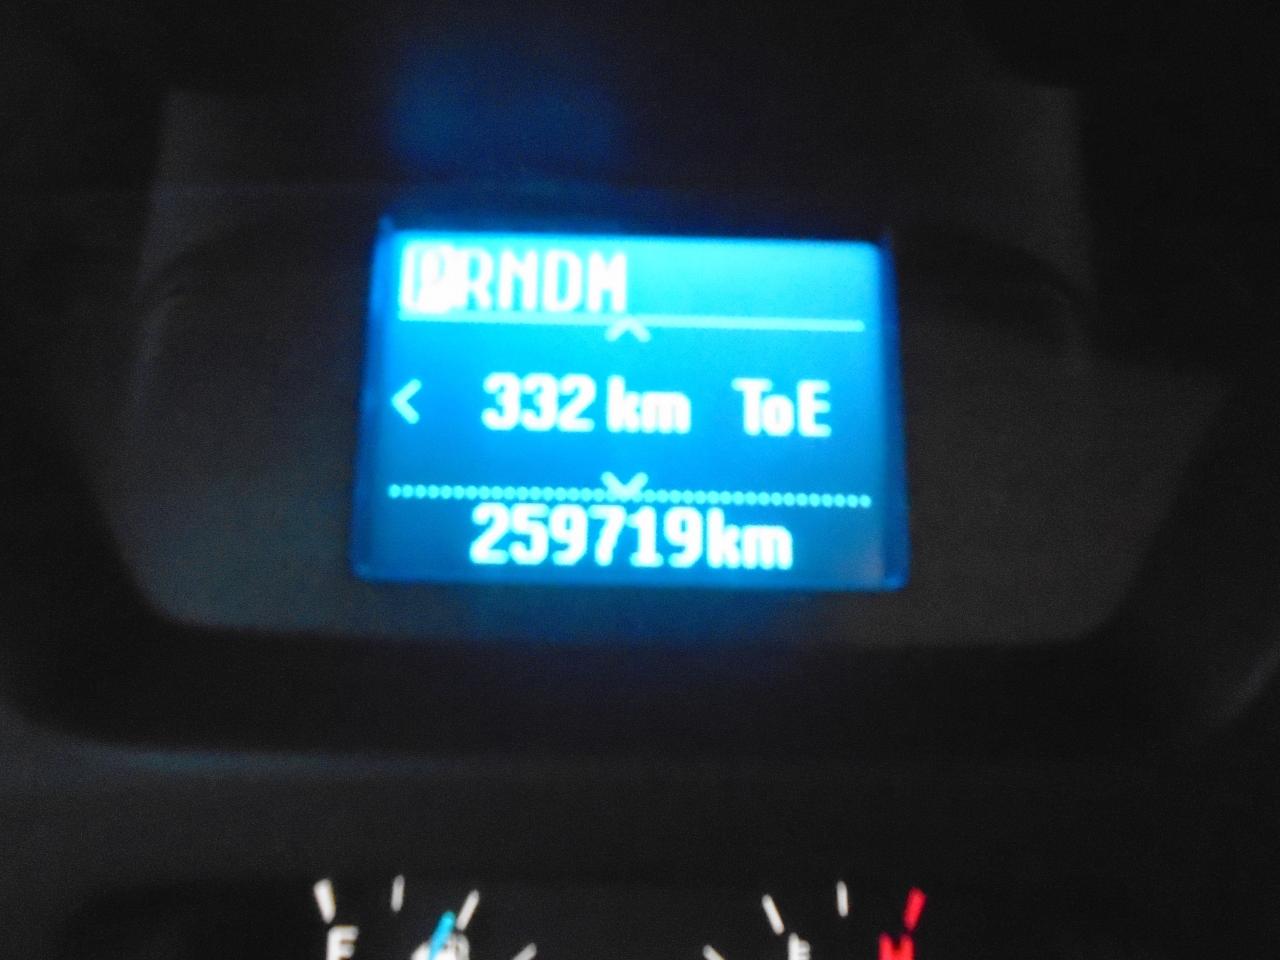 PRNDM
332 km ToE
259719km
F
H